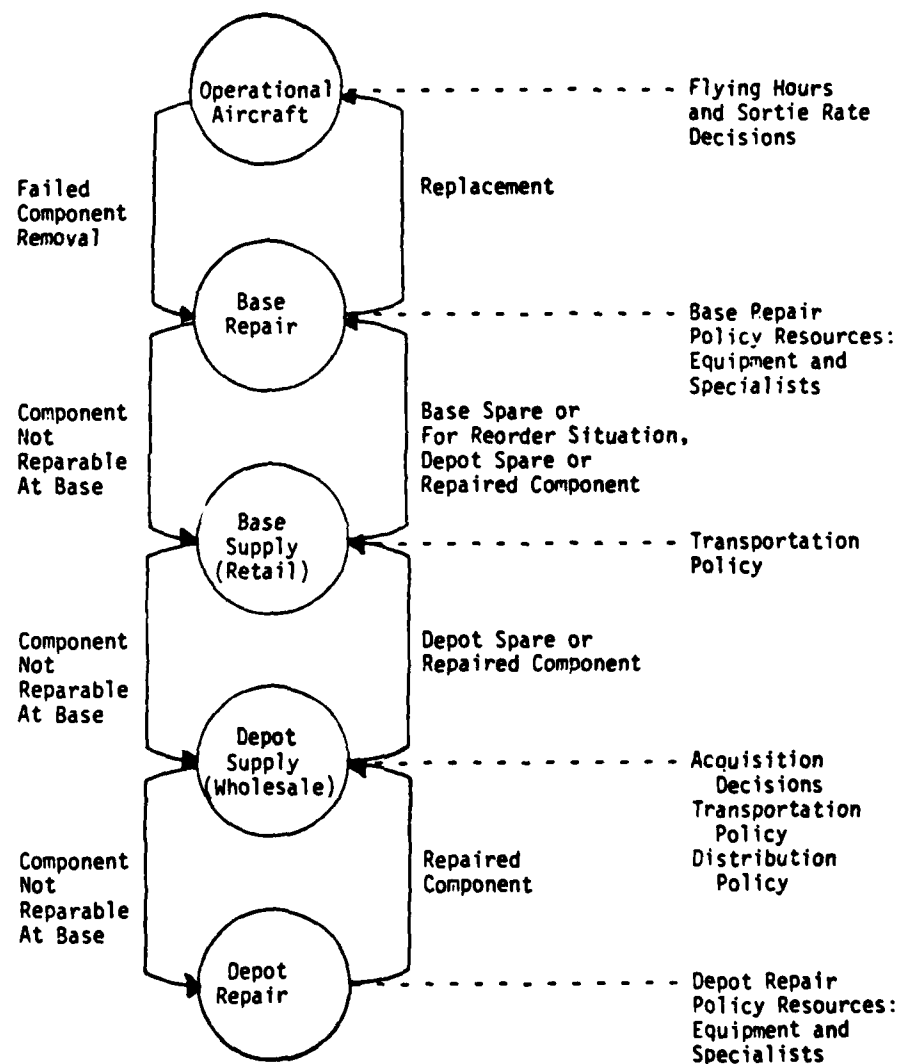 Operational
Aircraft
Flying Hours
and Sortie Rate
Decisions
Failed
Component
Removal
Replacement
Base
Repair
Base Repair
Policy Resources:
Equipment and
Specialists
Component
Not
Reparable
At Base
Base Spare or
For Reorder Situation,
Depot Spare or
Repaired Component
Base
Supply
(Retail)
Transportation
Policy
Component
Not
Reparable
At Base
Depot Spare or
Repaired Component
Depot
Supply
(Wholesale)
Acquisition
Decisions
Transportation
Policy
Distribution
Policy
Component
Not
Reparable
At Base
Repaired
Component
Depot
Repair
Depot Repair
Policy Resources:
Equipment and
Specialists